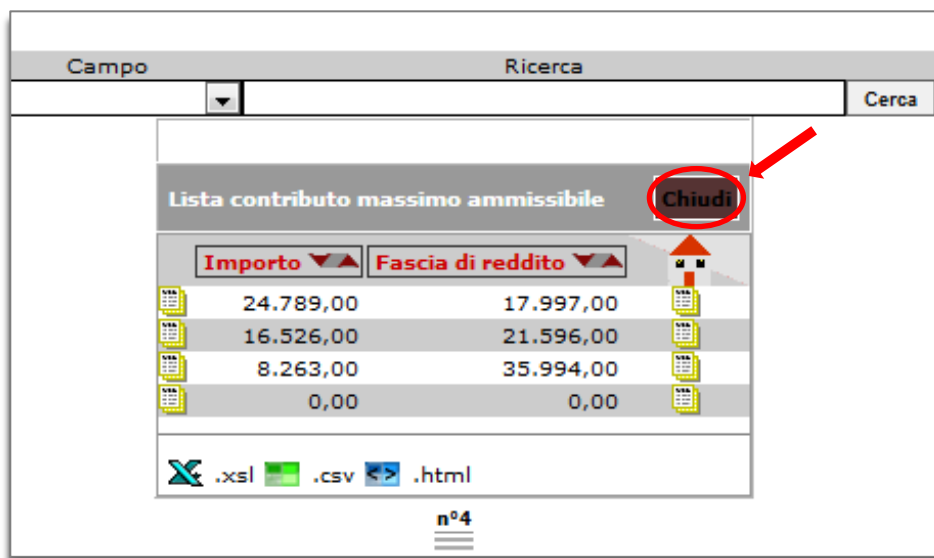 Campo Ricerca
Cerca
Lista contributo massimo ammissibile Chiudi
Importo Fascia di reddito
24.789,00 17.997,00
16.526,00 21.596,00
8.263,00 35.994,00
0,00 0,00
.xsl .csv .html
nº4